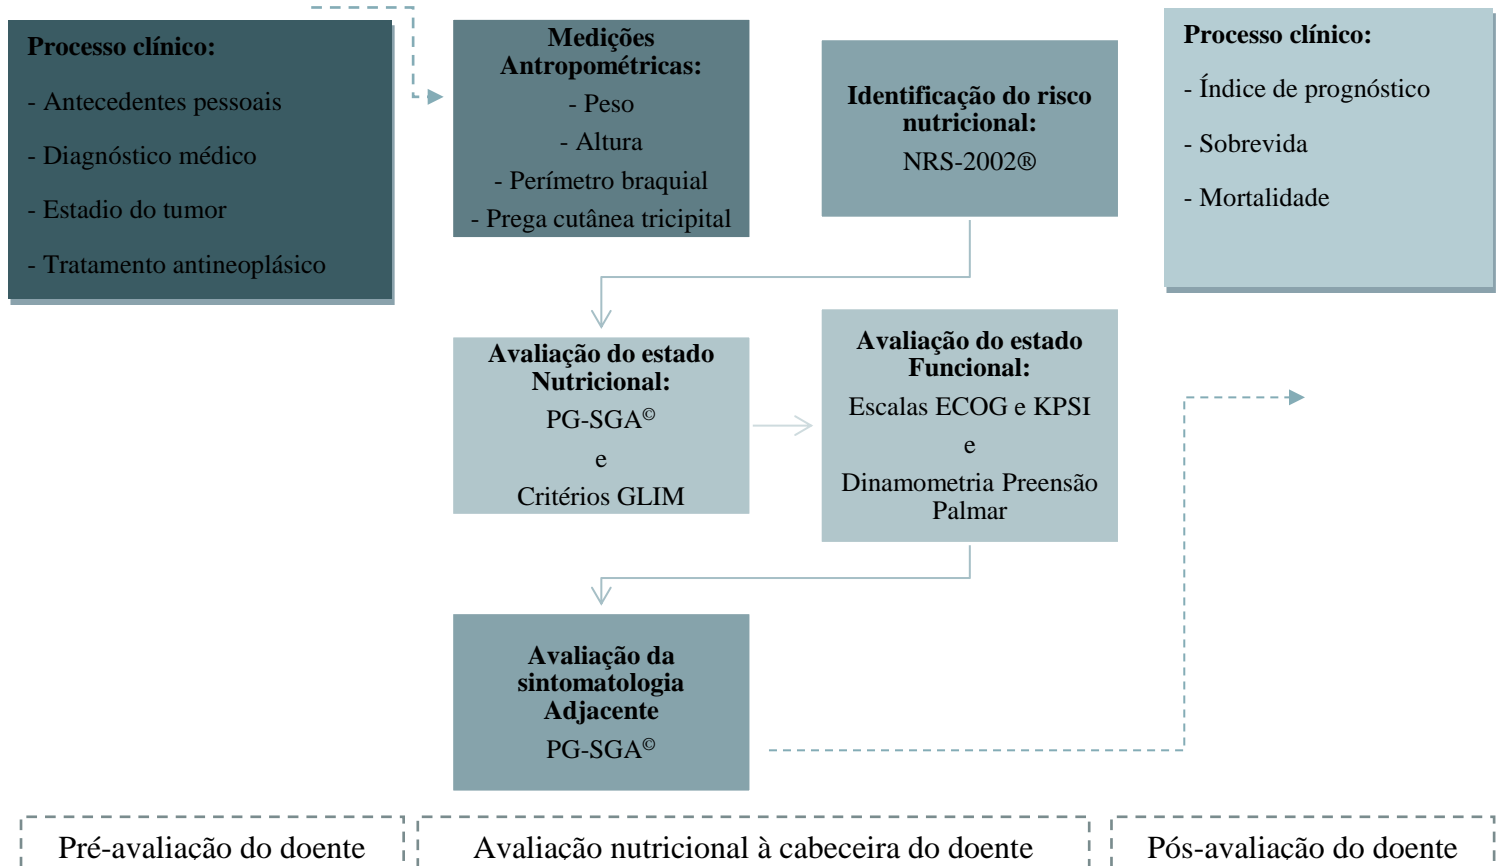 Processo clínico:
- Antecedentes pessoais
- Diagnóstico médico
- Estadio do tumor
- Tratamento antineoplásico
Medições
Antropométricas:
- Peso
- Altura
- Perímetro braquial
- Prega cutânea tricipital
Identificação do risco
nutricional:
NRS-2002®
Processo clínico:
- Índice de prognóstico
- Sobrevida
- Mortalidade
Avaliação do estado
Nutricional:
PG-SGA©
e
Critérios GLIM
Avaliação do estado
Funcional:
Escalas ECOG e KPSI
e
Dinamometria Preensão
Palmar
Avaliação da
sintomatologia
Adjacente
PG-SGA©
Pré-avaliação do doente
Avaliação nutricional à cabeceira do doente
Pós-avaliação do doente